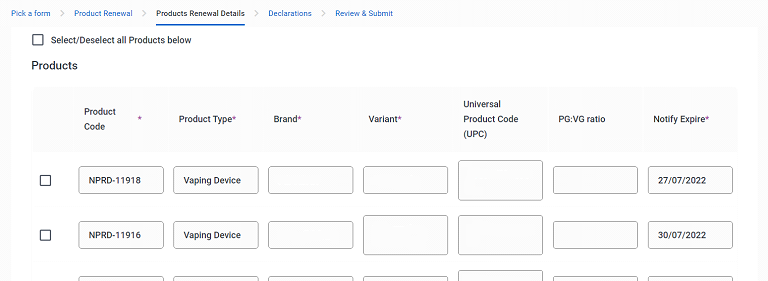 Pick a form > Product Renewal > Products Renewal Details > Declarations > Review & Submit
Select/Deselect all Products below
Products
Product Code * Product Type* Brand* Variant* Universal Product Code (UPC) PG:VG ratio Notify Expire*
NPRD-11918 Vaping Device 27/07/2022
NPRD-11916 Vaping Device 30/07/2022